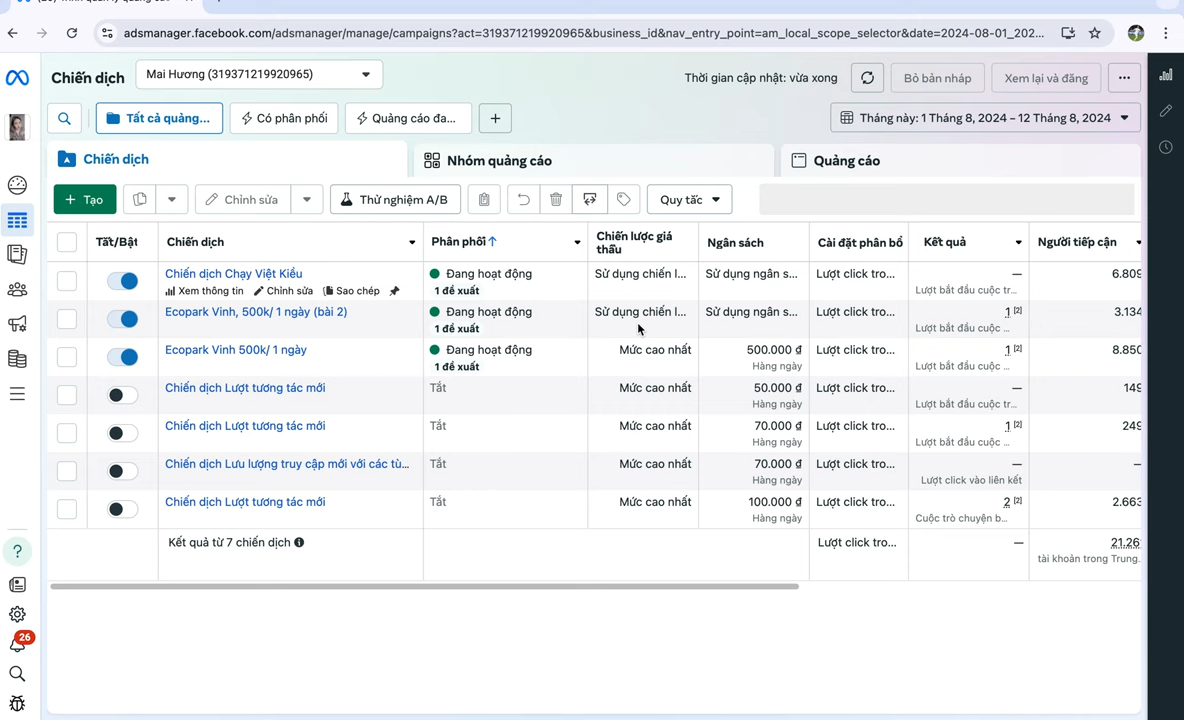 adsmanager.facebook.com/adsmanager/manage/campaigns?act=319371219920965&business_id&nav_entry_point=am_local_scope_selector&date=2024-08-01_202...
Chiến dịch
Mai Hương (319371219920965)
Thời gian cập nhật: vừa xong
Bỏ bản nháp
Xem lại và đăng
Tất cả quảng...
Có phân phối
Quảng cáo đa...
Tháng này: 1 Tháng 8, 2024 – 12 Tháng 8, 2024
Chiến dịch
Nhóm quảng cáo
Quảng cáo
+ Tạo
Chỉnh sửa
Thử nghiệm A/B
Quy tắc
Tất/Bật
Chiến dịch
Phân phối↑
Chiến lược giá thầu
Ngân sách
Cài đặt phân bổ
Kết quả
Người tiếp cận
Chiến dịch Chạy Việt Kiều
Đang hoạt động
Sử dụng chiến l...
Sử dụng ngân s...
Lượt click tro...
—
6.809
Xem thông tin
Chỉnh sửa
Sao chép
1 đề xuất
Lượt bắt đầu cuộc tr...
Ecopark Vinh, 500k/ 1 ngày (bài 2)
Đang hoạt động
Sử dụng chiến l...
Sử dụng ngân s...
Lượt click tro...
1 [2]
3.134
1 đề xuất
Lượt bắt đầu cuộc ...
Ecopark Vinh 500k/ 1 ngày
Đang hoạt động
Mức cao nhất
500.000 ₫
Lượt click tro...
1 [2]
8.850
1 đề xuất
Hàng ngày
Lượt bắt đầu cuộc ...
Chiến dịch Lượt tương tác mới
Tắt
Mức cao nhất
50.000 ₫
Lượt click tro...
—
149
Hàng ngày
Lượt bắt đầu cuộc tr...
Chiến dịch Lượt tương tác mới
Tắt
Mức cao nhất
70.000 ₫
Lượt click tro...
1 [2]
249
Hàng ngày
Lượt bắt đầu cuộc ...
Chiến dịch Lưu lượng truy cập mới với các tù...
Tắt
Mức cao nhất
70.000 ₫
Lượt click tro...
—
—
Hàng ngày
Lượt click vào liên kết
Chiến dịch Lượt tương tác mới
Tắt
Mức cao nhất
100.000 ₫
Lượt click tro...
2 [2]
2.663
Hàng ngày
Cuộc trò chuyện b...
Kết quả từ 7 chiến dịch
Lượt click tro...
—
21.26
tài khoản trong Trung...
26